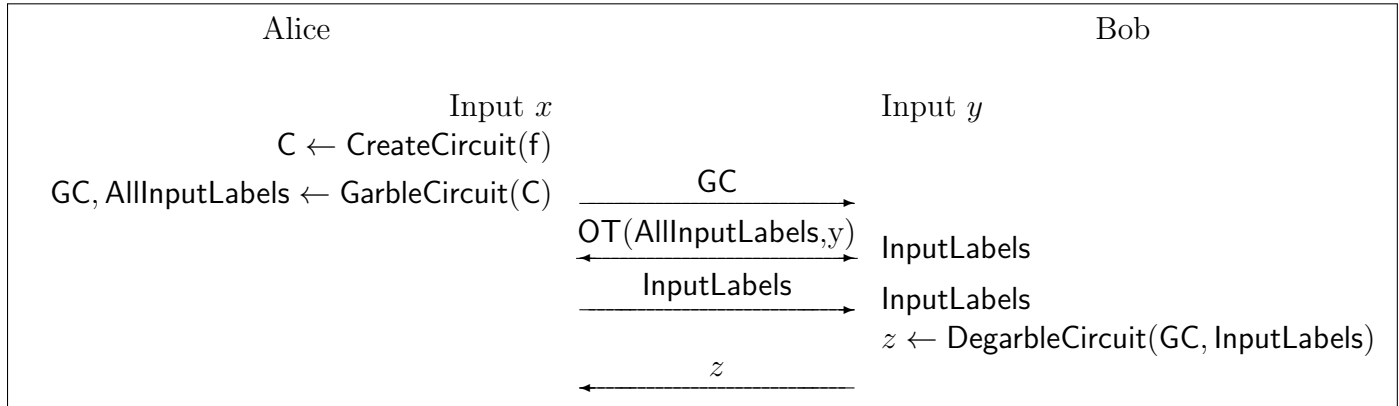 Alice Bob
Input x Input y
C ← CreateCircuit(f)
GC, AllInputLabels ← GarbleCircuit(C) GC
OT(AllInputLabels,y) InputLabels
InputLabels InputLabels
z ← DegarbleCircuit(GC, InputLabels)
z